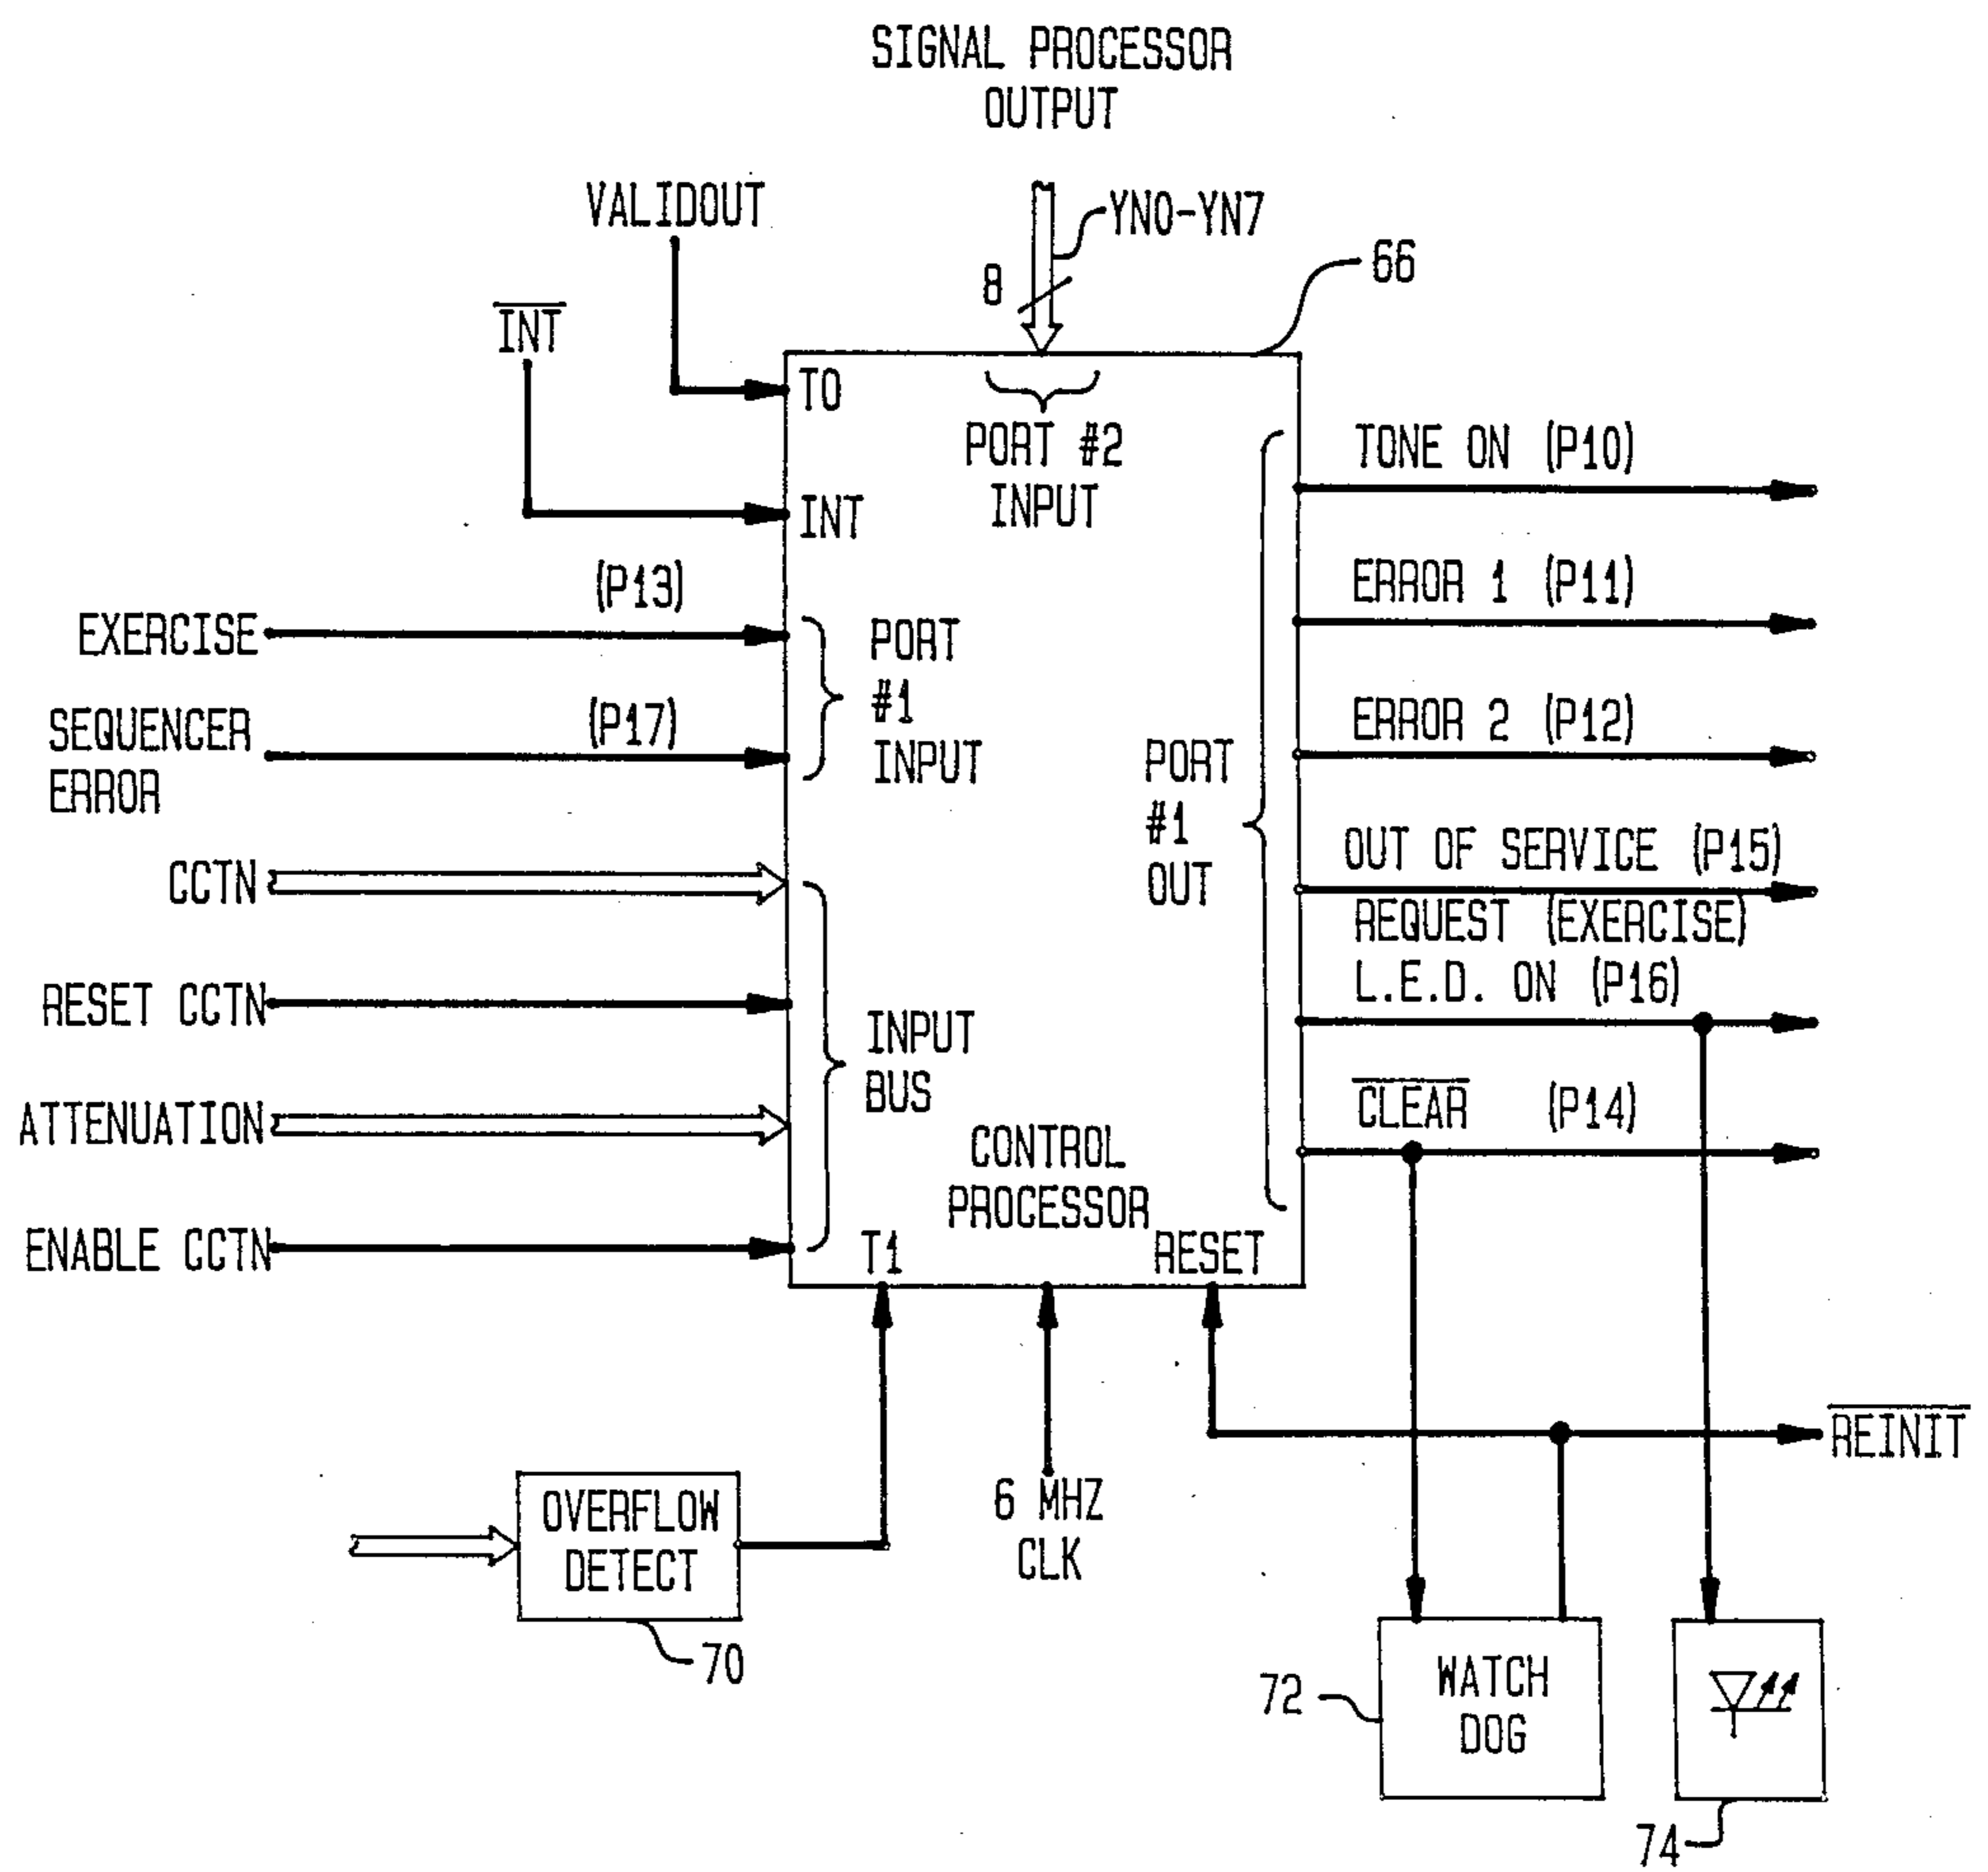 SIGNAL PROCESSOR
OUTPUT
VALIDOUT
YN0-YN7
8
66
INT
T0
PORT #2
INPUT
INT
TONE ON (P10)
(P13)
EXERCISE
ERROR 1 (P11)
PORT
#1
INPUT
(P17)
SEQUENCER
ERROR
ERROR 2 (P12)
PORT
#1
OUT
CCTN
OUT OF SERVICE (P15)
REQUEST (EXERCISE)
L.E.D. ON (P16)
RESET CCTN
INPUT
BUS
ATTENUATION
CLEAR (P14)
CONTROL
PROCESSOR
ENABLE CCTN
T1
RESET
REINIT
OVERFLOW
DETECT
6 MHZ
CLK
70
72
WATCH
DOG
74